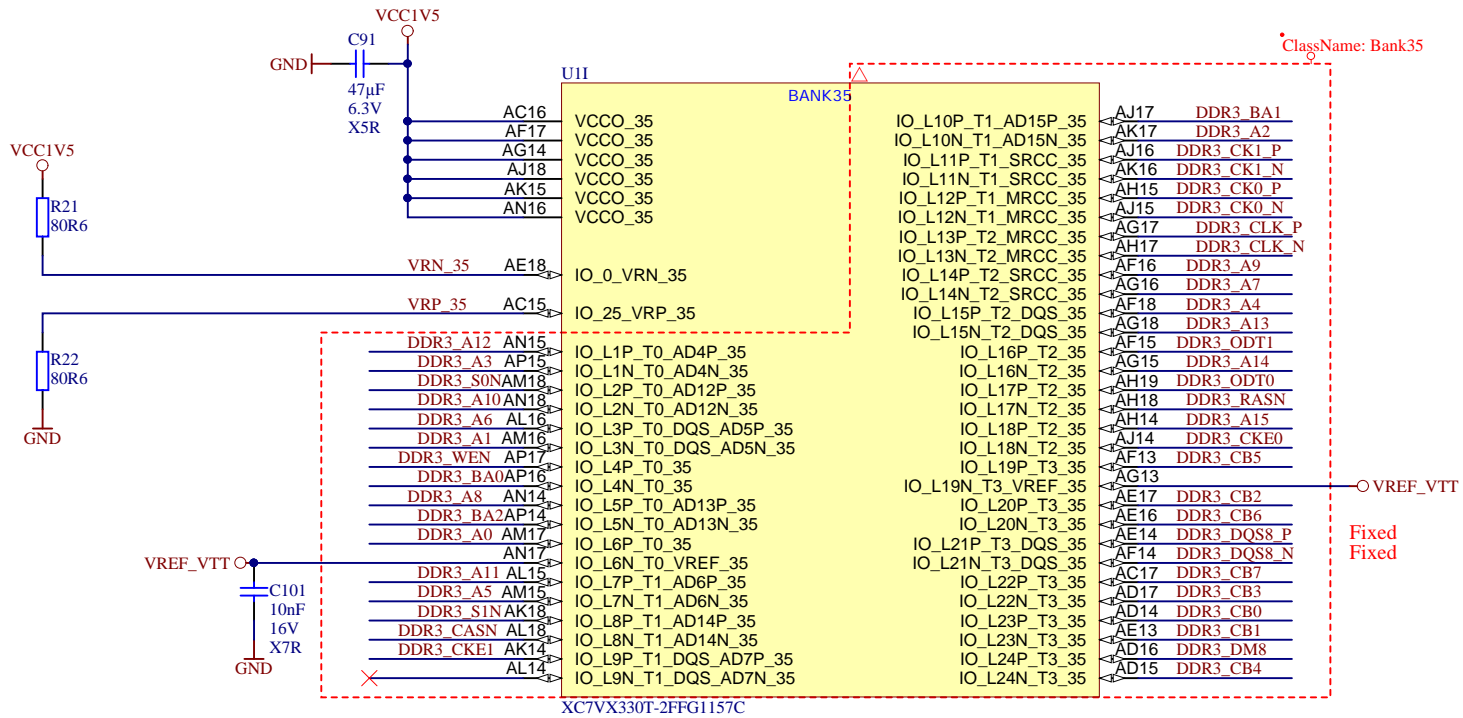 VCC1V5
ClassName: Bank35
C91
GND
47µF
6.3V
X5R
U1I
BANK35
AC16 VCCO_35
AF17 VCCO_35
AG14 VCCO_35
AJ18 VCCO_35
AK15 VCCO_35
AN16 VCCO_35
VCC1V5
R21
80R6
VRN_35 AE18 IO_0_VRN_35
VRP_35 AC15 IO_25_VRP_35
R22
80R6
GND
DDR3_A12 AN15 IO_L1P_T0_AD4P_35
DDR3_A3 AP15 IO_L1N_T0_AD4N_35
DDR3_S0N AM18 IO_L2P_T0_AD12P_35
DDR3_A10 AN18 IO_L2N_T0_AD12N_35
DDR3_A6 AL16 IO_L3P_T0_DQS_AD5P_35
DDR3_A1 AM16 IO_L3N_T0_DQS_AD5N_35
DDR3_WEN AP17 IO_L4P_T0_35
DDR3_BA0 AP16 IO_L4N_T0_35
DDR3_A8 AN14 IO_L5P_T0_AD13P_35
DDR3_BA2 AP14 IO_L5N_T0_AD13N_35
DDR3_A0 AM17 IO_L6P_T0_35
VREF_VTT AN17 IO_L6N_T0_VREF_35
DDR3_A11 AL15 IO_L7P_T1_AD6P_35
DDR3_A5 AM15 IO_L7N_T1_AD6N_35
DDR3_S1N AK18 IO_L8P_T1_AD14P_35
DDR3_CASN AL18 IO_L8N_T1_AD14N_35
DDR3_CKE1 AK14 IO_L9P_T1_DQS_AD7P_35
AL14 IO_L9N_T1_DQS_AD7N_35
C101
10nF
16V
X7R
GND
IO_L10P_T1_AD15P_35 AJ17 DDR3_BA1
IO_L10N_T1_AD15N_35 AK17 DDR3_A2
IO_L11P_T1_SRCC_35 AJ16 DDR3_CK1_P
IO_L11N_T1_SRCC_35 AK16 DDR3_CK1_N
IO_L12P_T1_MRCC_35 AH15 DDR3_CK0_P
IO_L12N_T1_MRCC_35 AJ15 DDR3_CK0_N
IO_L13P_T2_MRCC_35 AG17 DDR3_CLK_P
IO_L13N_T2_MRCC_35 AH17 DDR3_CLK_N
IO_L14P_T2_SRCC_35 AF16 DDR3_A9
IO_L14N_T2_SRCC_35 AG16 DDR3_A7
IO_L15P_T2_DQS_35 AF18 DDR3_A4
IO_L15N_T2_DQS_35 AG18 DDR3_A13
IO_L16P_T2_35 AF15 DDR3_ODT1
IO_L16N_T2_35 AG15 DDR3_A14
IO_L17P_T2_35 AH19 DDR3_ODT0
IO_L17N_T2_35 AH18 DDR3_RASN
IO_L18P_T2_35 AH14 DDR3_A15
IO_L18N_T2_35 AJ14 DDR3_CKE0
IO_L19P_T3_35 AF13 DDR3_CB5
IO_L19N_T3_VREF_35 AG13 VREF_VTT
IO_L20P_T3_35 AE17 DDR3_CB2
IO_L20N_T3_35 AE16 DDR3_CB6
IO_L21P_T3_DQS_35 AE14 DDR3_DQS8_P Fixed
IO_L21N_T3_DQS_35 AF14 DDR3_DQS8_N Fixed
IO_L22P_T3_35 AC17 DDR3_CB7
IO_L22N_T3_35 AD17 DDR3_CB3
IO_L23P_T3_35 AD14 DDR3_CB0
IO_L23N_T3_35 AE13 DDR3_CB1
IO_L24P_T3_35 AD16 DDR3_DM8
IO_L24N_T3_35 AD15 DDR3_CB4
XC7VX330T-2FFG1157C